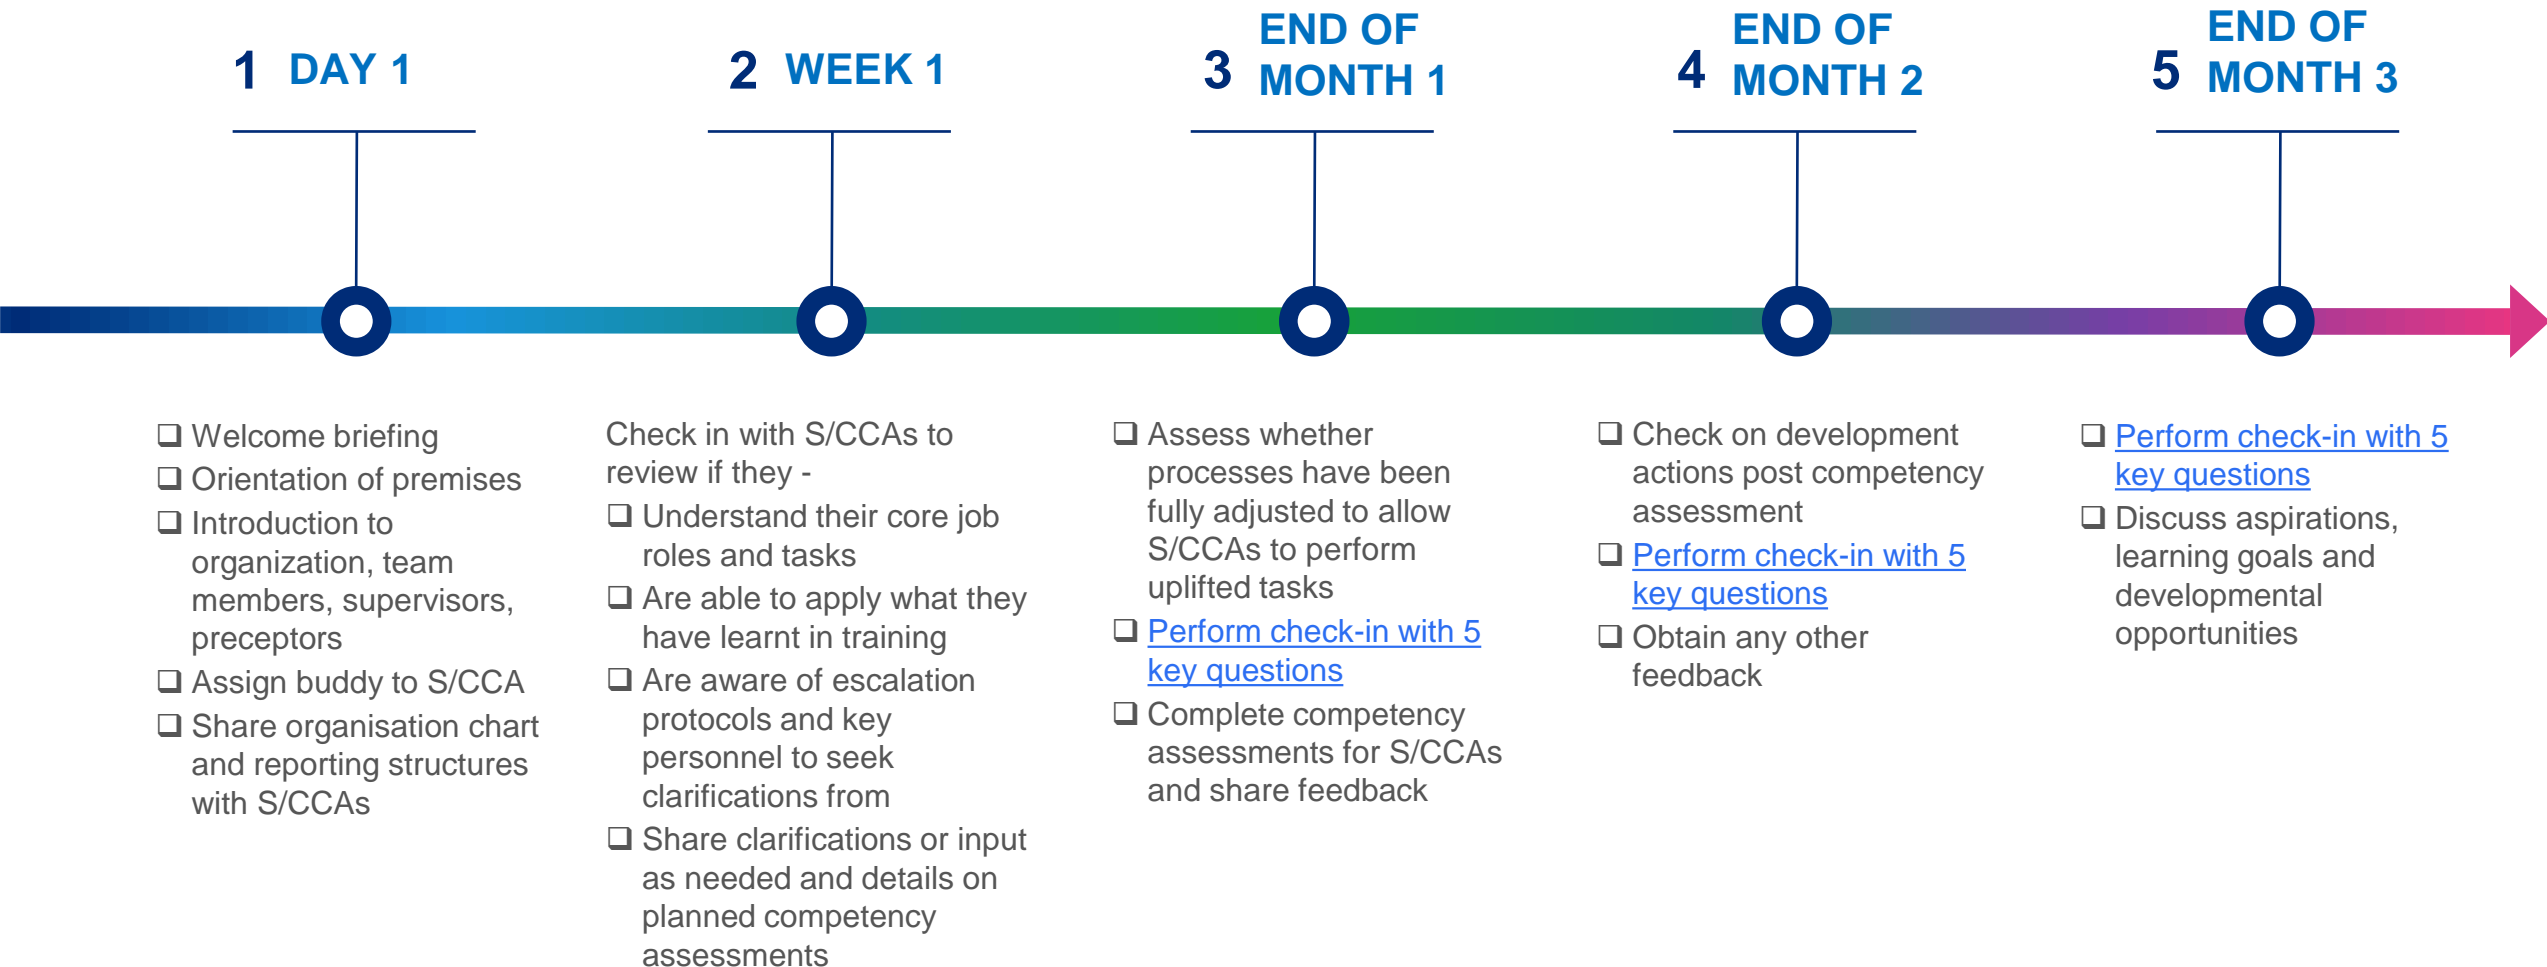 1 DAY 1
2 WEEK 1
3 END OF
MONTH 1
4 END OF
MONTH 2
5 END OF
MONTH 3
❑ Welcome briefing
❑ Orientation of premises
❑ Introduction to
organization, team
members, supervisors,
preceptors
❑ Assign buddy to S/CCA
❑ Share organisation chart
and reporting structures
with S/CCAs
Check in with S/CCAs to
review if they -
❑ Understand their core job
roles and tasks
❑ Are able to apply what they
have learnt in training
❑ Are aware of escalation
protocols and key
personnel to seek
clarifications from
❑ Share clarifications or input
as needed and details on
planned competency
assessments
❑ Assess whether
processes have been
fully adjusted to allow
S/CCAs to perform
uplifted tasks
❑ Perform check-in with 5
key questions
❑ Complete competency
assessments for S/CCAs
and share feedback
❑ Check on development
actions post competency
assessment
❑ Perform check-in with 5
key questions
❑ Obtain any other
feedback
❑ Perform check-in with 5
key questions
❑ Discuss aspirations,
learning goals and
developmental
opportunities